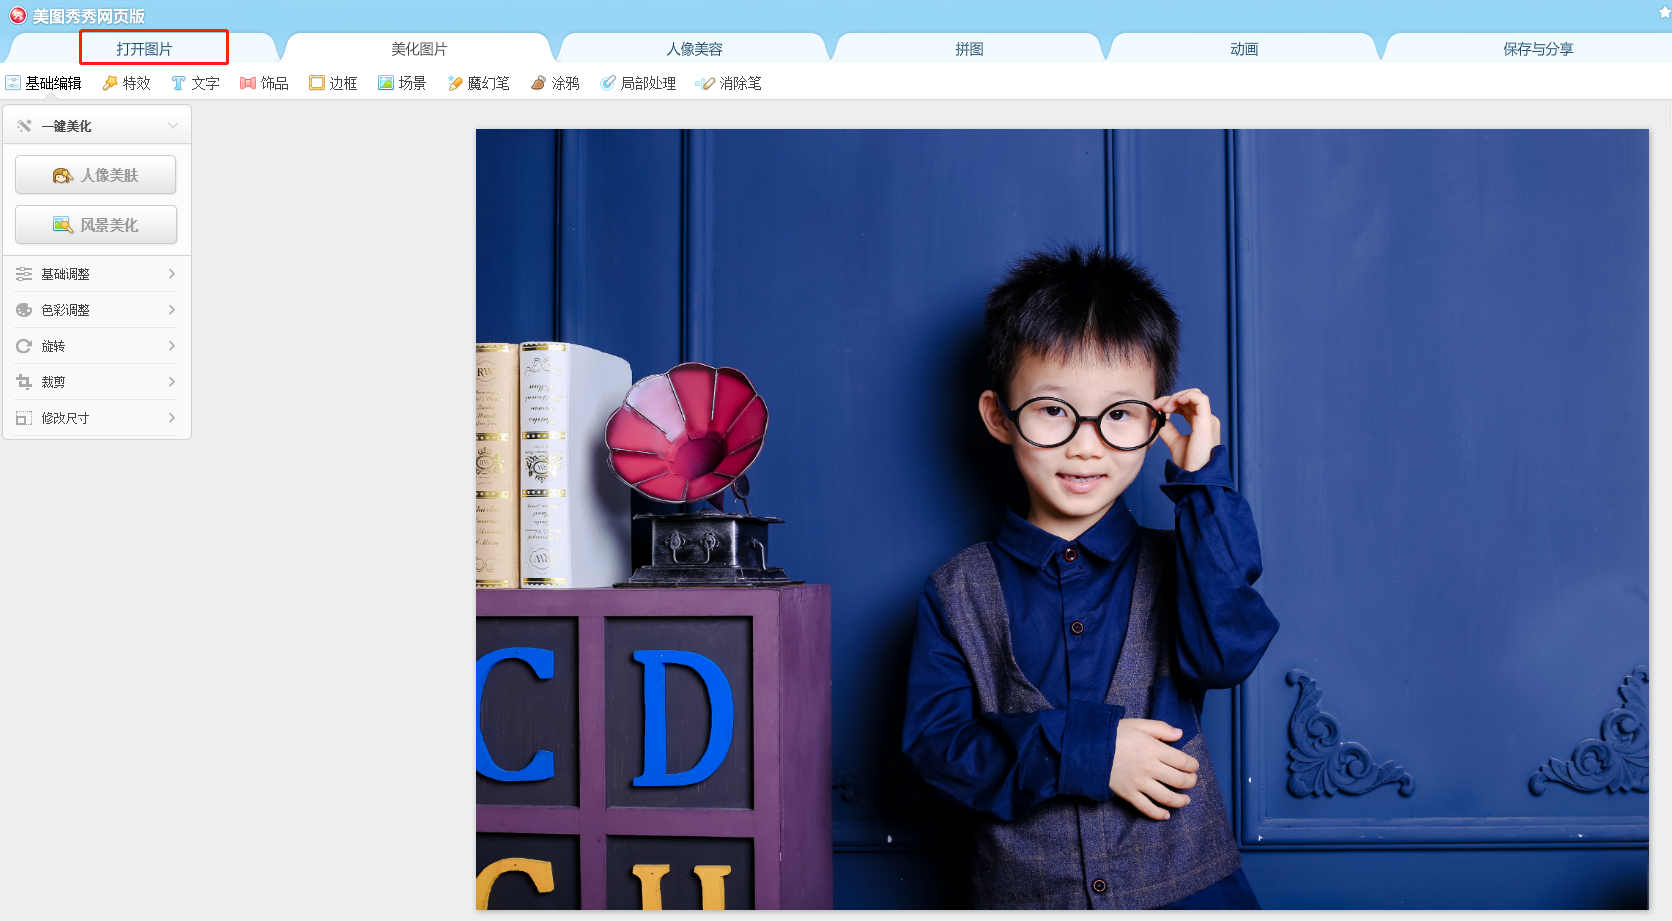 美图秀秀网页版
打开图片
美化图片
人像美容
拼图
动画
保存与分享
基础编辑
特效
文字
饰品
边框
场景
魔幻笔
涂鸦
局部处理
消除笔
一键美化
人像美肤
风景美化
基础调整
色彩调整
旋转
裁剪
修改尺寸
RW
C D